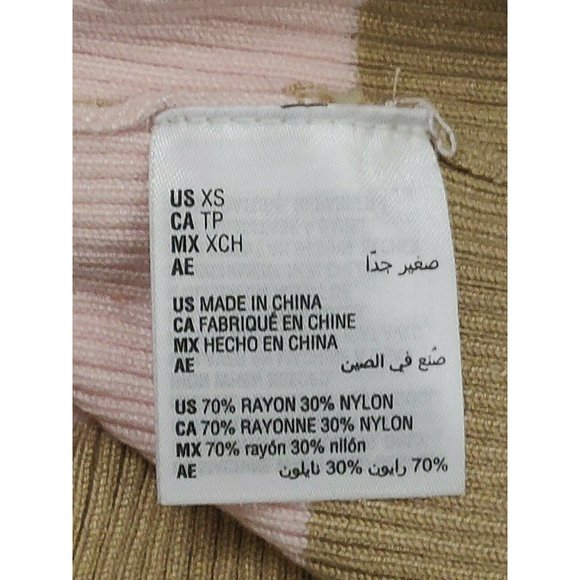 US XS
CA TP
MX XCH
AE صغير جدًا
US MADE IN CHINA
CA FABRIQUÉ EN CHINE
MX HECHO EN CHINA
AE صُنع في الصين
US 70% RAYON 30% NYLON
CA 70% RAYONNE 30% NYLON
MX 70% rayón 30% nilón
AE 70% رايون 30% نايلون